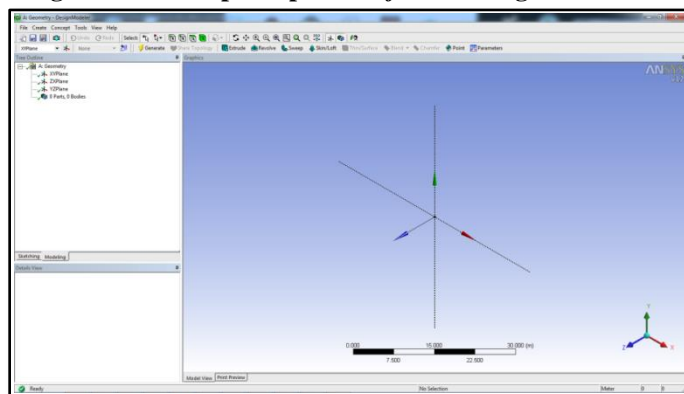 A: Geometry - DesignModeler
File Create Concept Tools View Help
Undo Redo Select:
XYPlane None Generate Share Topology Extrude Revolve Sweep Skin/Loft Thin/Surface Blend Chamfer Point Parameters
Tree Outline
Graphics
A: Geometry
XYPlane
ZXPlane
YZPlane
0 Parts, 0 Bodies
Sketching Modeling
Details View
Y
X
Z
0.000 15.000 30.000 (m)
7.500 22.500
Model View Print Preview
Ready No Selection Meter 0 0